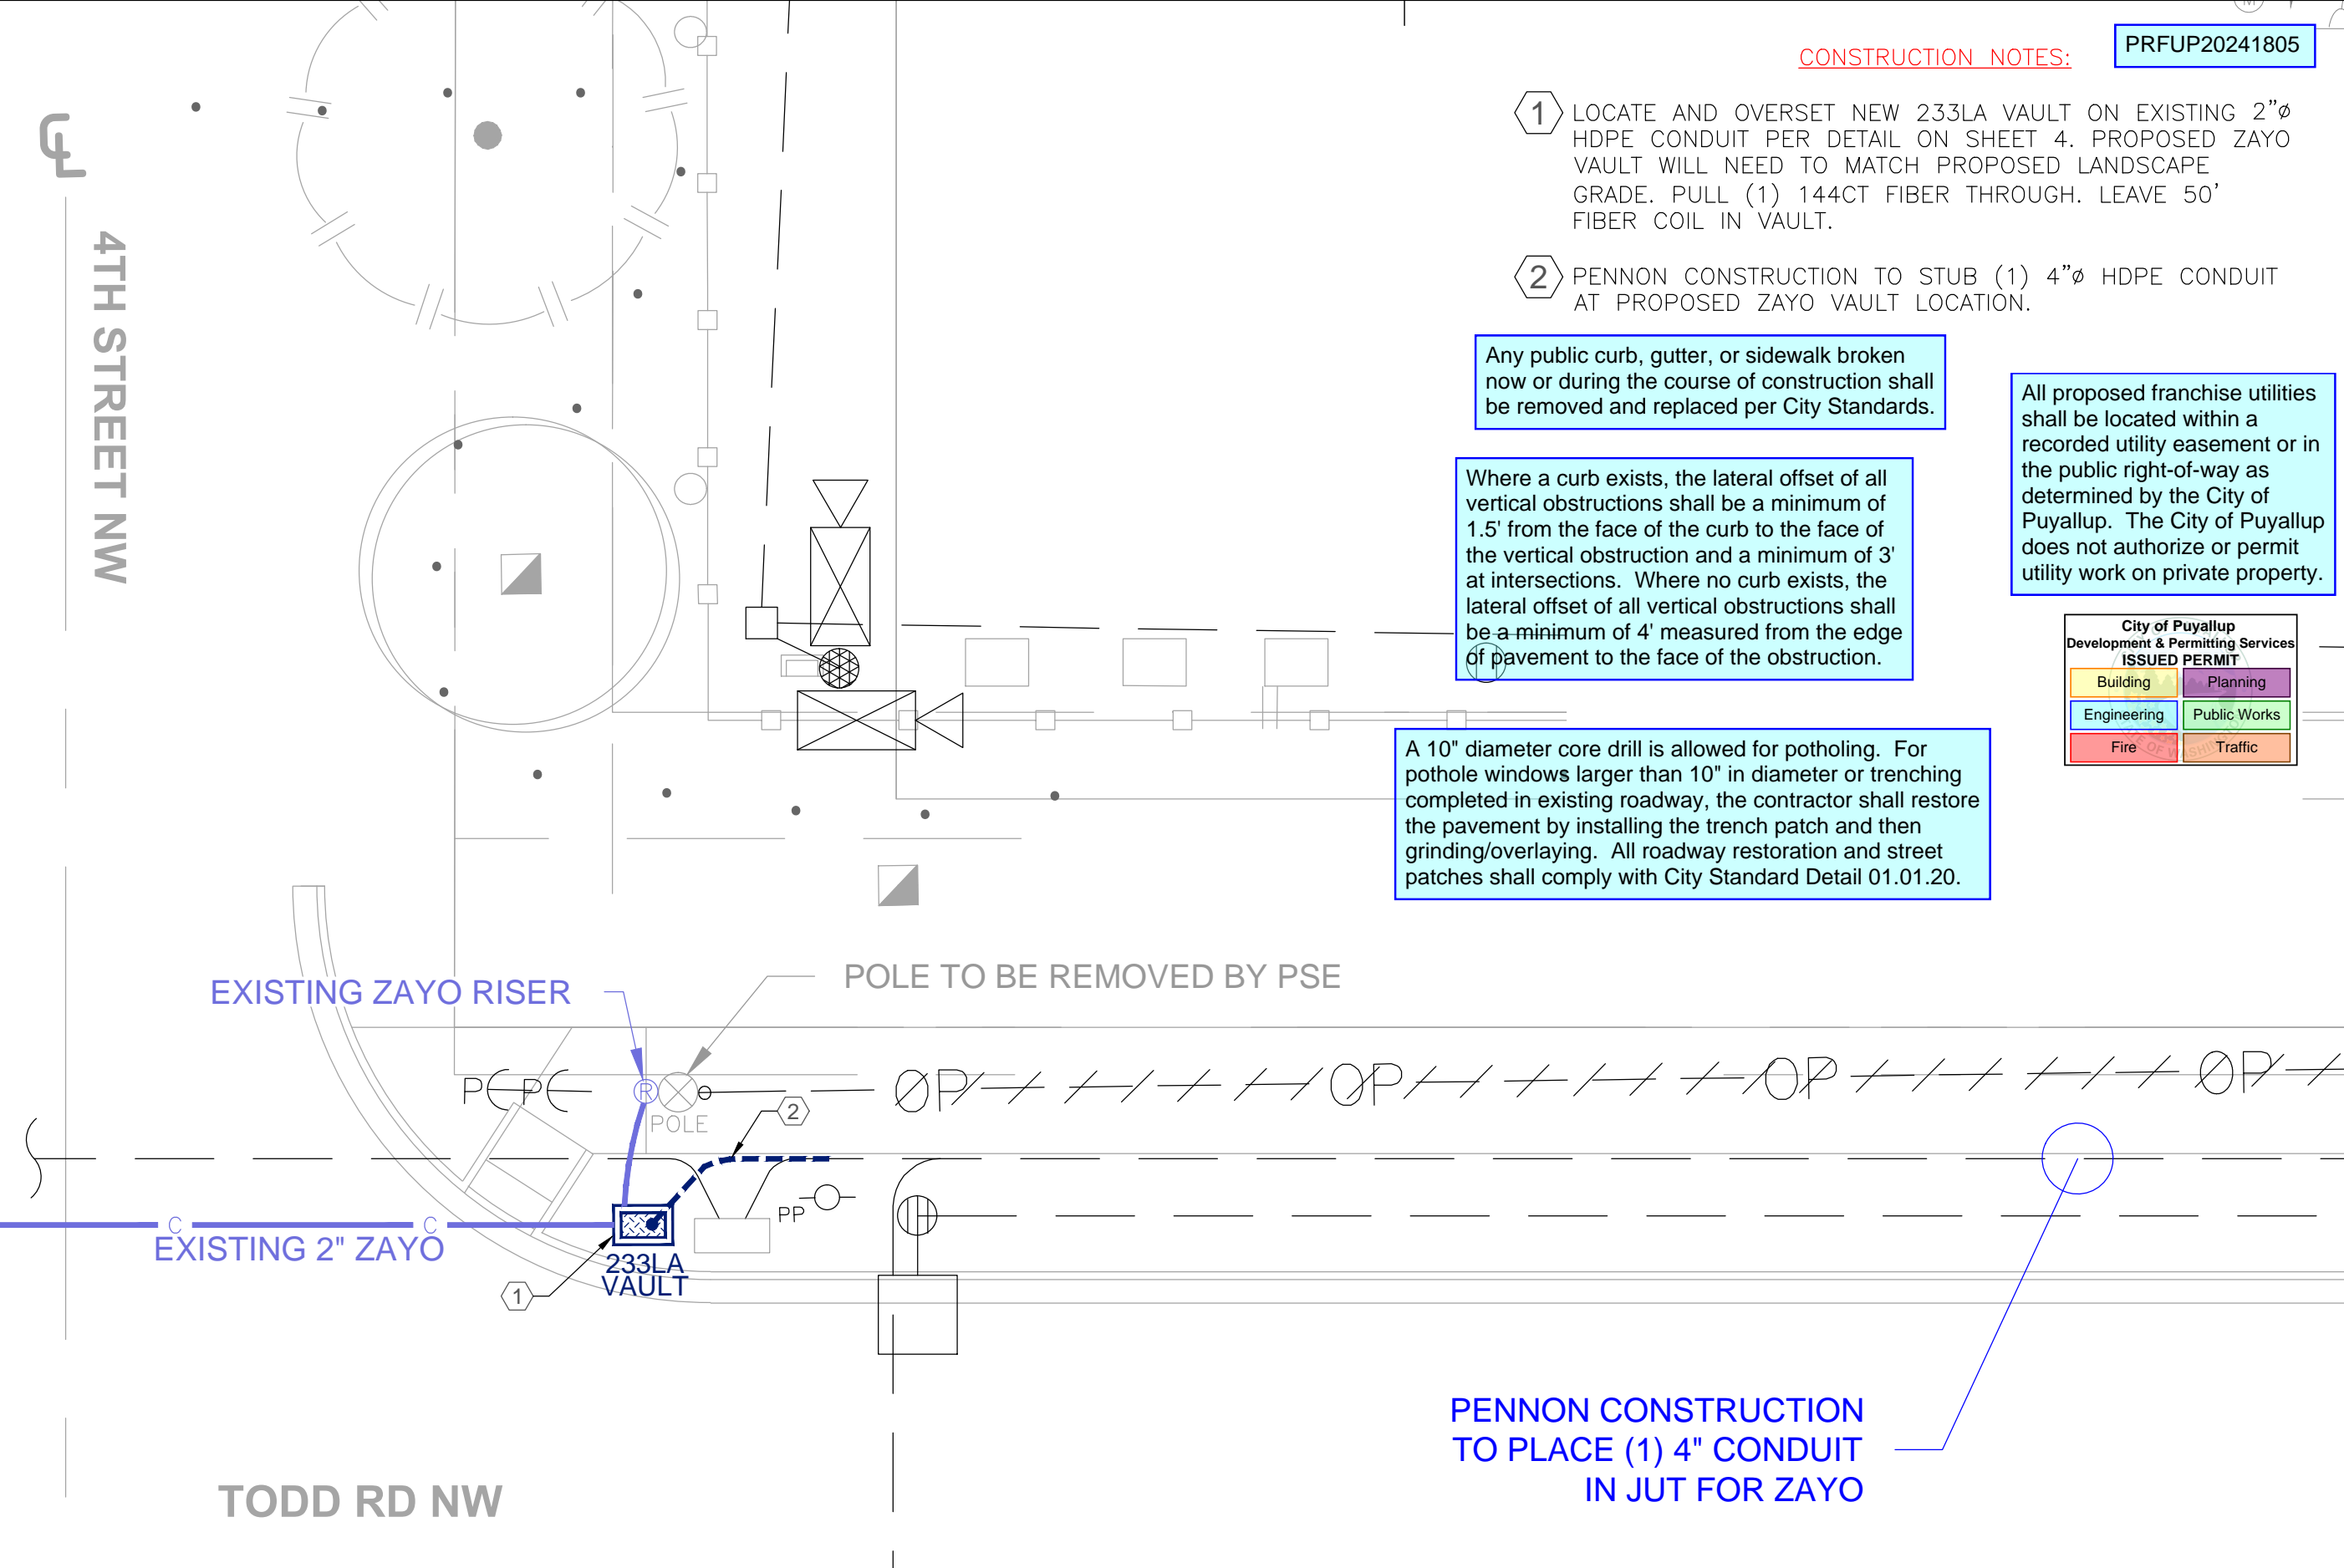 CONSTRUCTION NOTES:
PRFUP20241805
1
LOCATE AND OVERSET NEW 233LA VAULT ON EXISTING 2"ø
HDPE CONDUIT PER DETAIL ON SHEET 4. PROPOSED ZAYO
VAULT WILL NEED TO MATCH PROPOSED LANDSCAPE
GRADE. PULL (1) 144CT FIBER THROUGH. LEAVE 50'
FIBER COIL IN VAULT.
2
PENNON CONSTRUCTION TO STUB (1) 4"ø HDPE CONDUIT
AT PROPOSED ZAYO VAULT LOCATION.
Any public curb, gutter, or sidewalk broken
now or during the course of construction shall
be removed and replaced per City Standards.
All proposed franchise utilities
shall be located within a
recorded utility easement or in
the public right-of-way as
determined by the City of
Puyallup. The City of Puyallup
does not authorize or permit
utility work on private property.
Where a curb exists, the lateral offset of all
vertical obstructions shall be a minimum of
1.5' from the face of the curb to the face of
the vertical obstruction and a minimum of 3'
at intersections. Where no curb exists, the
lateral offset of all vertical obstructions shall
be a minimum of 4' measured from the edge
of pavement to the face of the obstruction.
City of Puyallup
Development & Permitting Services
ISSUED PERMIT
Building
Planning
Engineering
Public Works
Fire
Traffic
A 10" diameter core drill is allowed for potholing. For
pothole windows larger than 10" in diameter or trenching
completed in existing roadway, the contractor shall restore
the pavement by installing the trench patch and then
grinding/overlaying. All roadway restoration and street
patches shall comply with City Standard Detail 01.01.20.
4TH STREET NW
EXISTING ZAYO RISER
POLE TO BE REMOVED BY PSE
R
POLE
2
OP
OP
OP
OP
PP
C
C
EXISTING 2" ZAYO
233LA
VAULT
1
PENNON CONSTRUCTION
TO PLACE (1) 4" CONDUIT
IN JUT FOR ZAYO
TODD RD NW